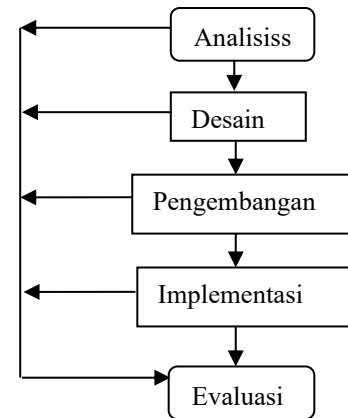 Analisiss
Desain
Pengembangan
Implementasi
Evaluasi